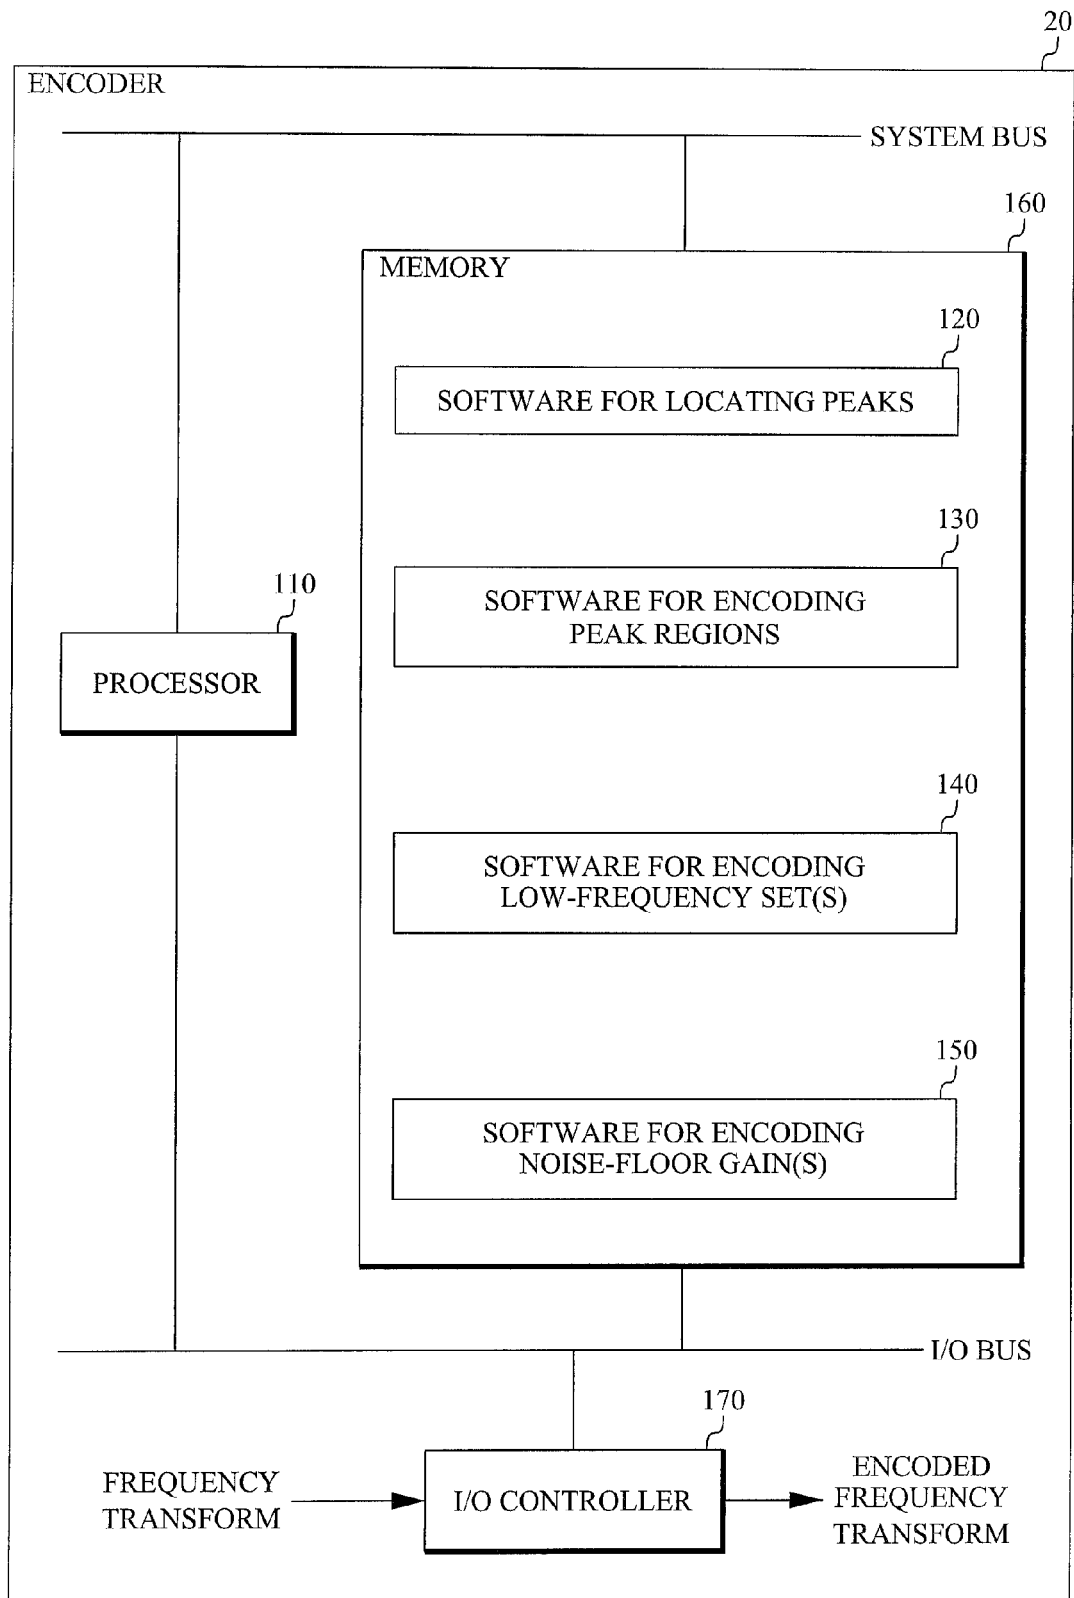 20
ENCODER
SYSTEM BUS
160
MEMORY
120
SOFTWARE FOR LOCATING PEAKS
130
SOFTWARE FOR ENCODING
PEAK REGIONS
110
PROCESSOR
140
SOFTWARE FOR ENCODING
LOW-FREQUENCY SET(S)
150
SOFTWARE FOR ENCODING
NOISE-FLOOR GAIN(S)
I/O BUS
170
FREQUENCY
TRANSFORM
I/O CONTROLLER
ENCODED
FREQUENCY
TRANSFORM